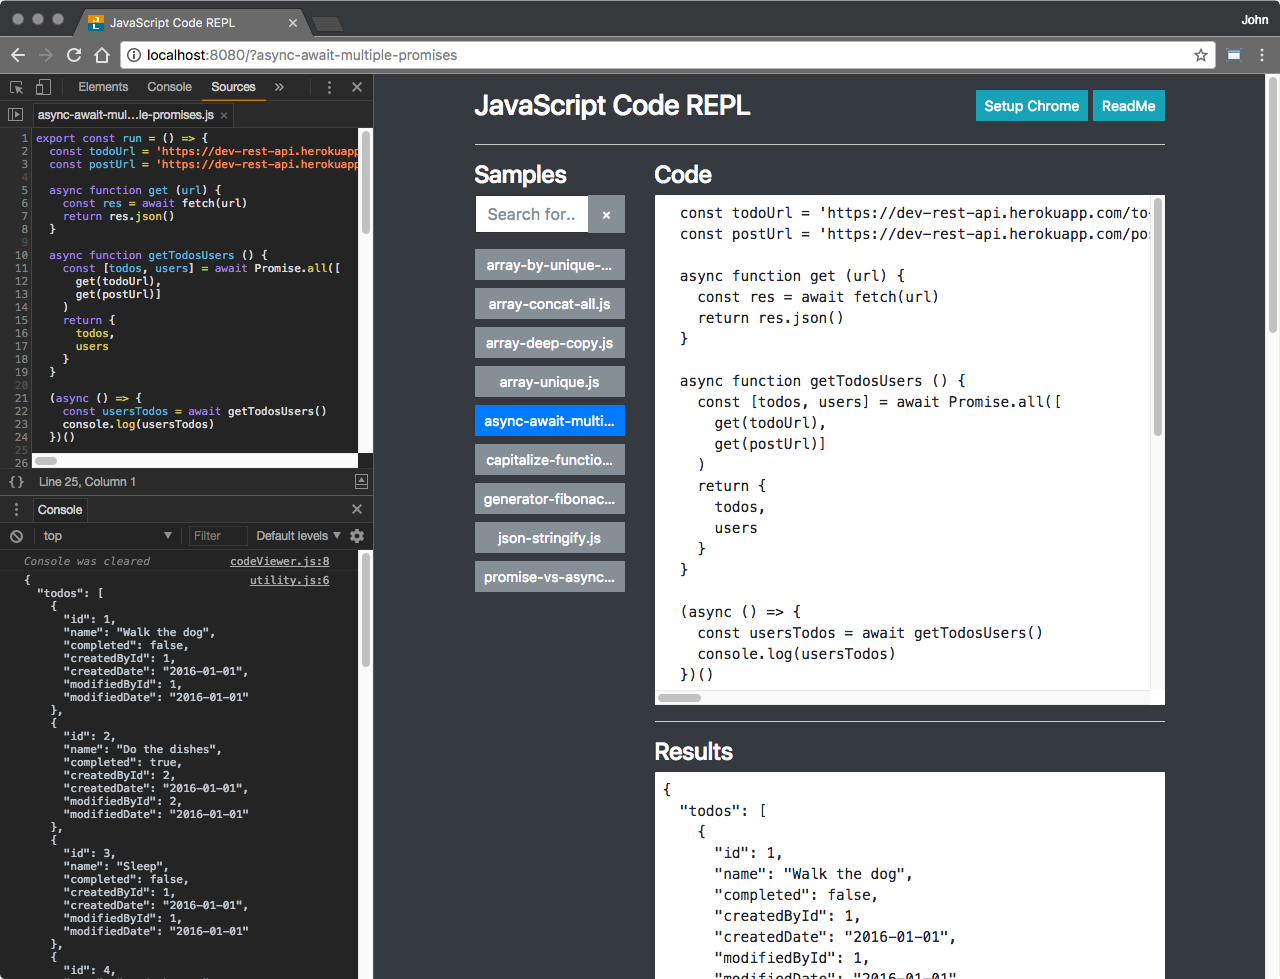 JavaScript Code REPL
John
localhost:8080/?async-await-multiple-promises
Elements Console Sources »
async-await-mul...le-promises.js ×
1 export const run = () => {
2 const todoUrl = 'https://dev-rest-api.herokuapp
3 const postUrl = 'https://dev-rest-api.herokuapp
4
5 async function get (url) {
6 const res = await fetch(url)
7 return res.json()
8 }
9
10 async function getTodosUsers () {
11 const [todos, users] = await Promise.all([
12 get(todoUrl),
13 get(postUrl)]
14 )
15 return {
16 todos,
17 users
18 }
19 }
20
21 (async () => {
22 const usersTodos = await getTodosUsers()
23 console.log(usersTodos)
24 })()
25
26
{} Line 25, Column 1
Console
top Filter Default levels
Console was cleared codeViewer.js:8
{ utility.js:6
"todos": [
{
"id": 1,
"name": "Walk the dog",
"completed": false,
"createdById": 1,
"createdDate": "2016-01-01",
"modifiedById": 1,
"modifiedDate": "2016-01-01"
},
{
"id": 2,
"name": "Do the dishes",
"completed": true,
"createdById": 2,
"createdDate": "2016-01-01",
"modifiedById": 2,
"modifiedDate": "2016-01-01"
},
{
"id": 3,
"name": "Sleep",
"completed": false,
"createdById": 1,
"createdDate": "2016-01-01",
"modifiedById": 1,
"modifiedDate": "2016-01-01"
},
{
"id": 4,
JavaScript Code REPL
Setup Chrome ReadMe
Samples
Search for.. ×
array-by-unique-...
array-concat-all.js
array-deep-copy.js
array-unique.js
async-await-multi...
capitalize-functio...
generator-fibonac...
json-stringify.js
promise-vs-async...
Code
const todoUrl = 'https://dev-rest-api.herokuapp.com/to-
const postUrl = 'https://dev-rest-api.herokuapp.com/po
async function get (url) {
const res = await fetch(url)
return res.json()
}
async function getTodosUsers () {
const [todos, users] = await Promise.all([
get(todoUrl),
get(postUrl)]
)
return {
todos,
users
}
}
(async () => {
const usersTodos = await getTodosUsers()
console.log(usersTodos)
})()
Results
{
"todos": [
{
"id": 1,
"name": "Walk the dog",
"completed": false,
"createdById": 1,
"createdDate": "2016-01-01",
"modifiedById": 1,
"modifiedDate": "2016-01-01"